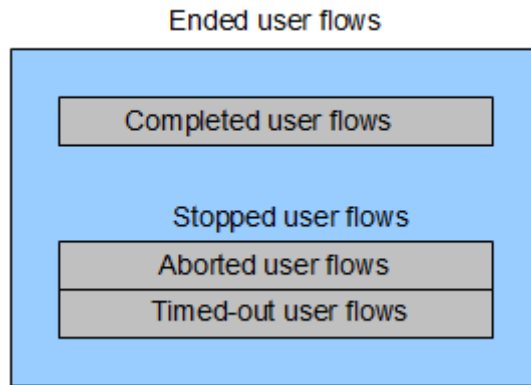 Ended user flows
Completed user flows
Stopped user flows
Aborted user flows
Timed-out user flows